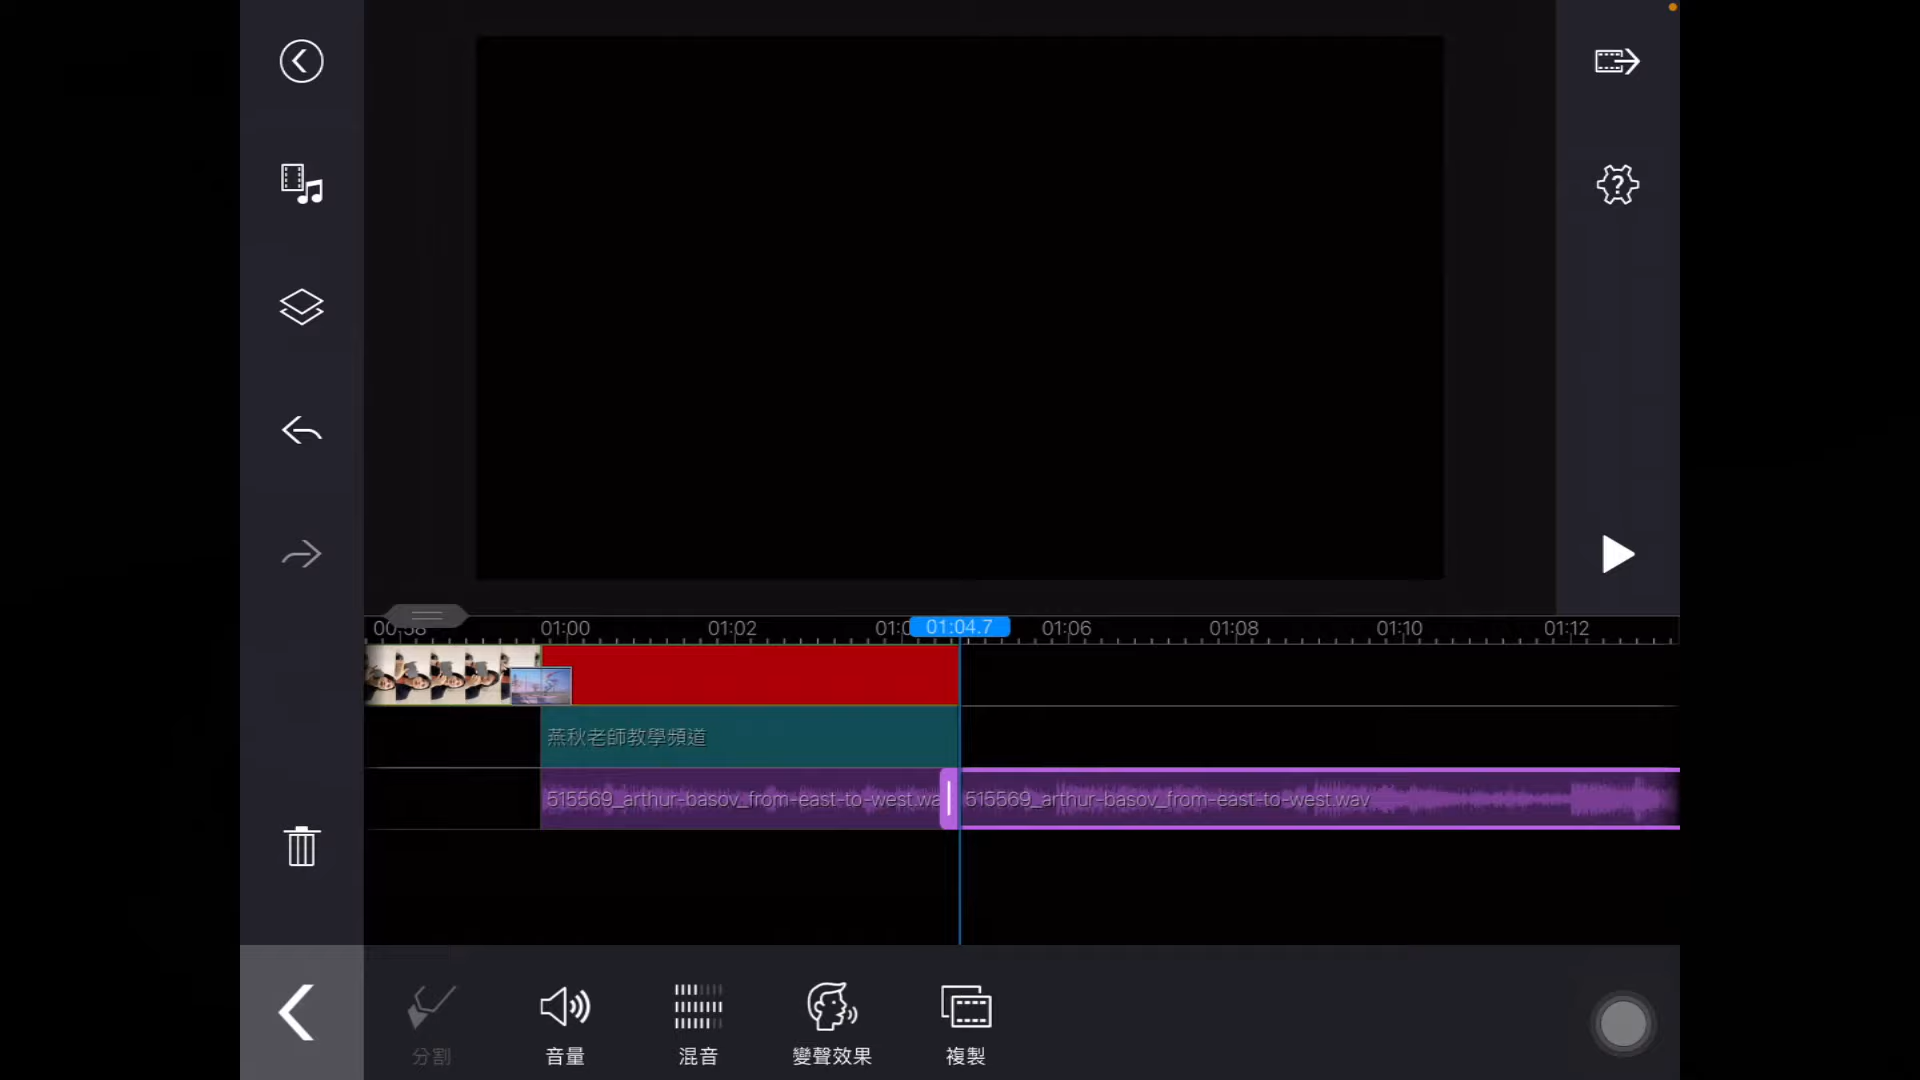 00:58 01:00 01:02 01:04.7 01:06 01:08 01:10 01:12
燕秋老師教學頻道
515569_arthur-basov_from-east-to-west.wa 515569_arthur-basov_from-east-to-west.wav
分割 音量 混音 變聲效果 複製